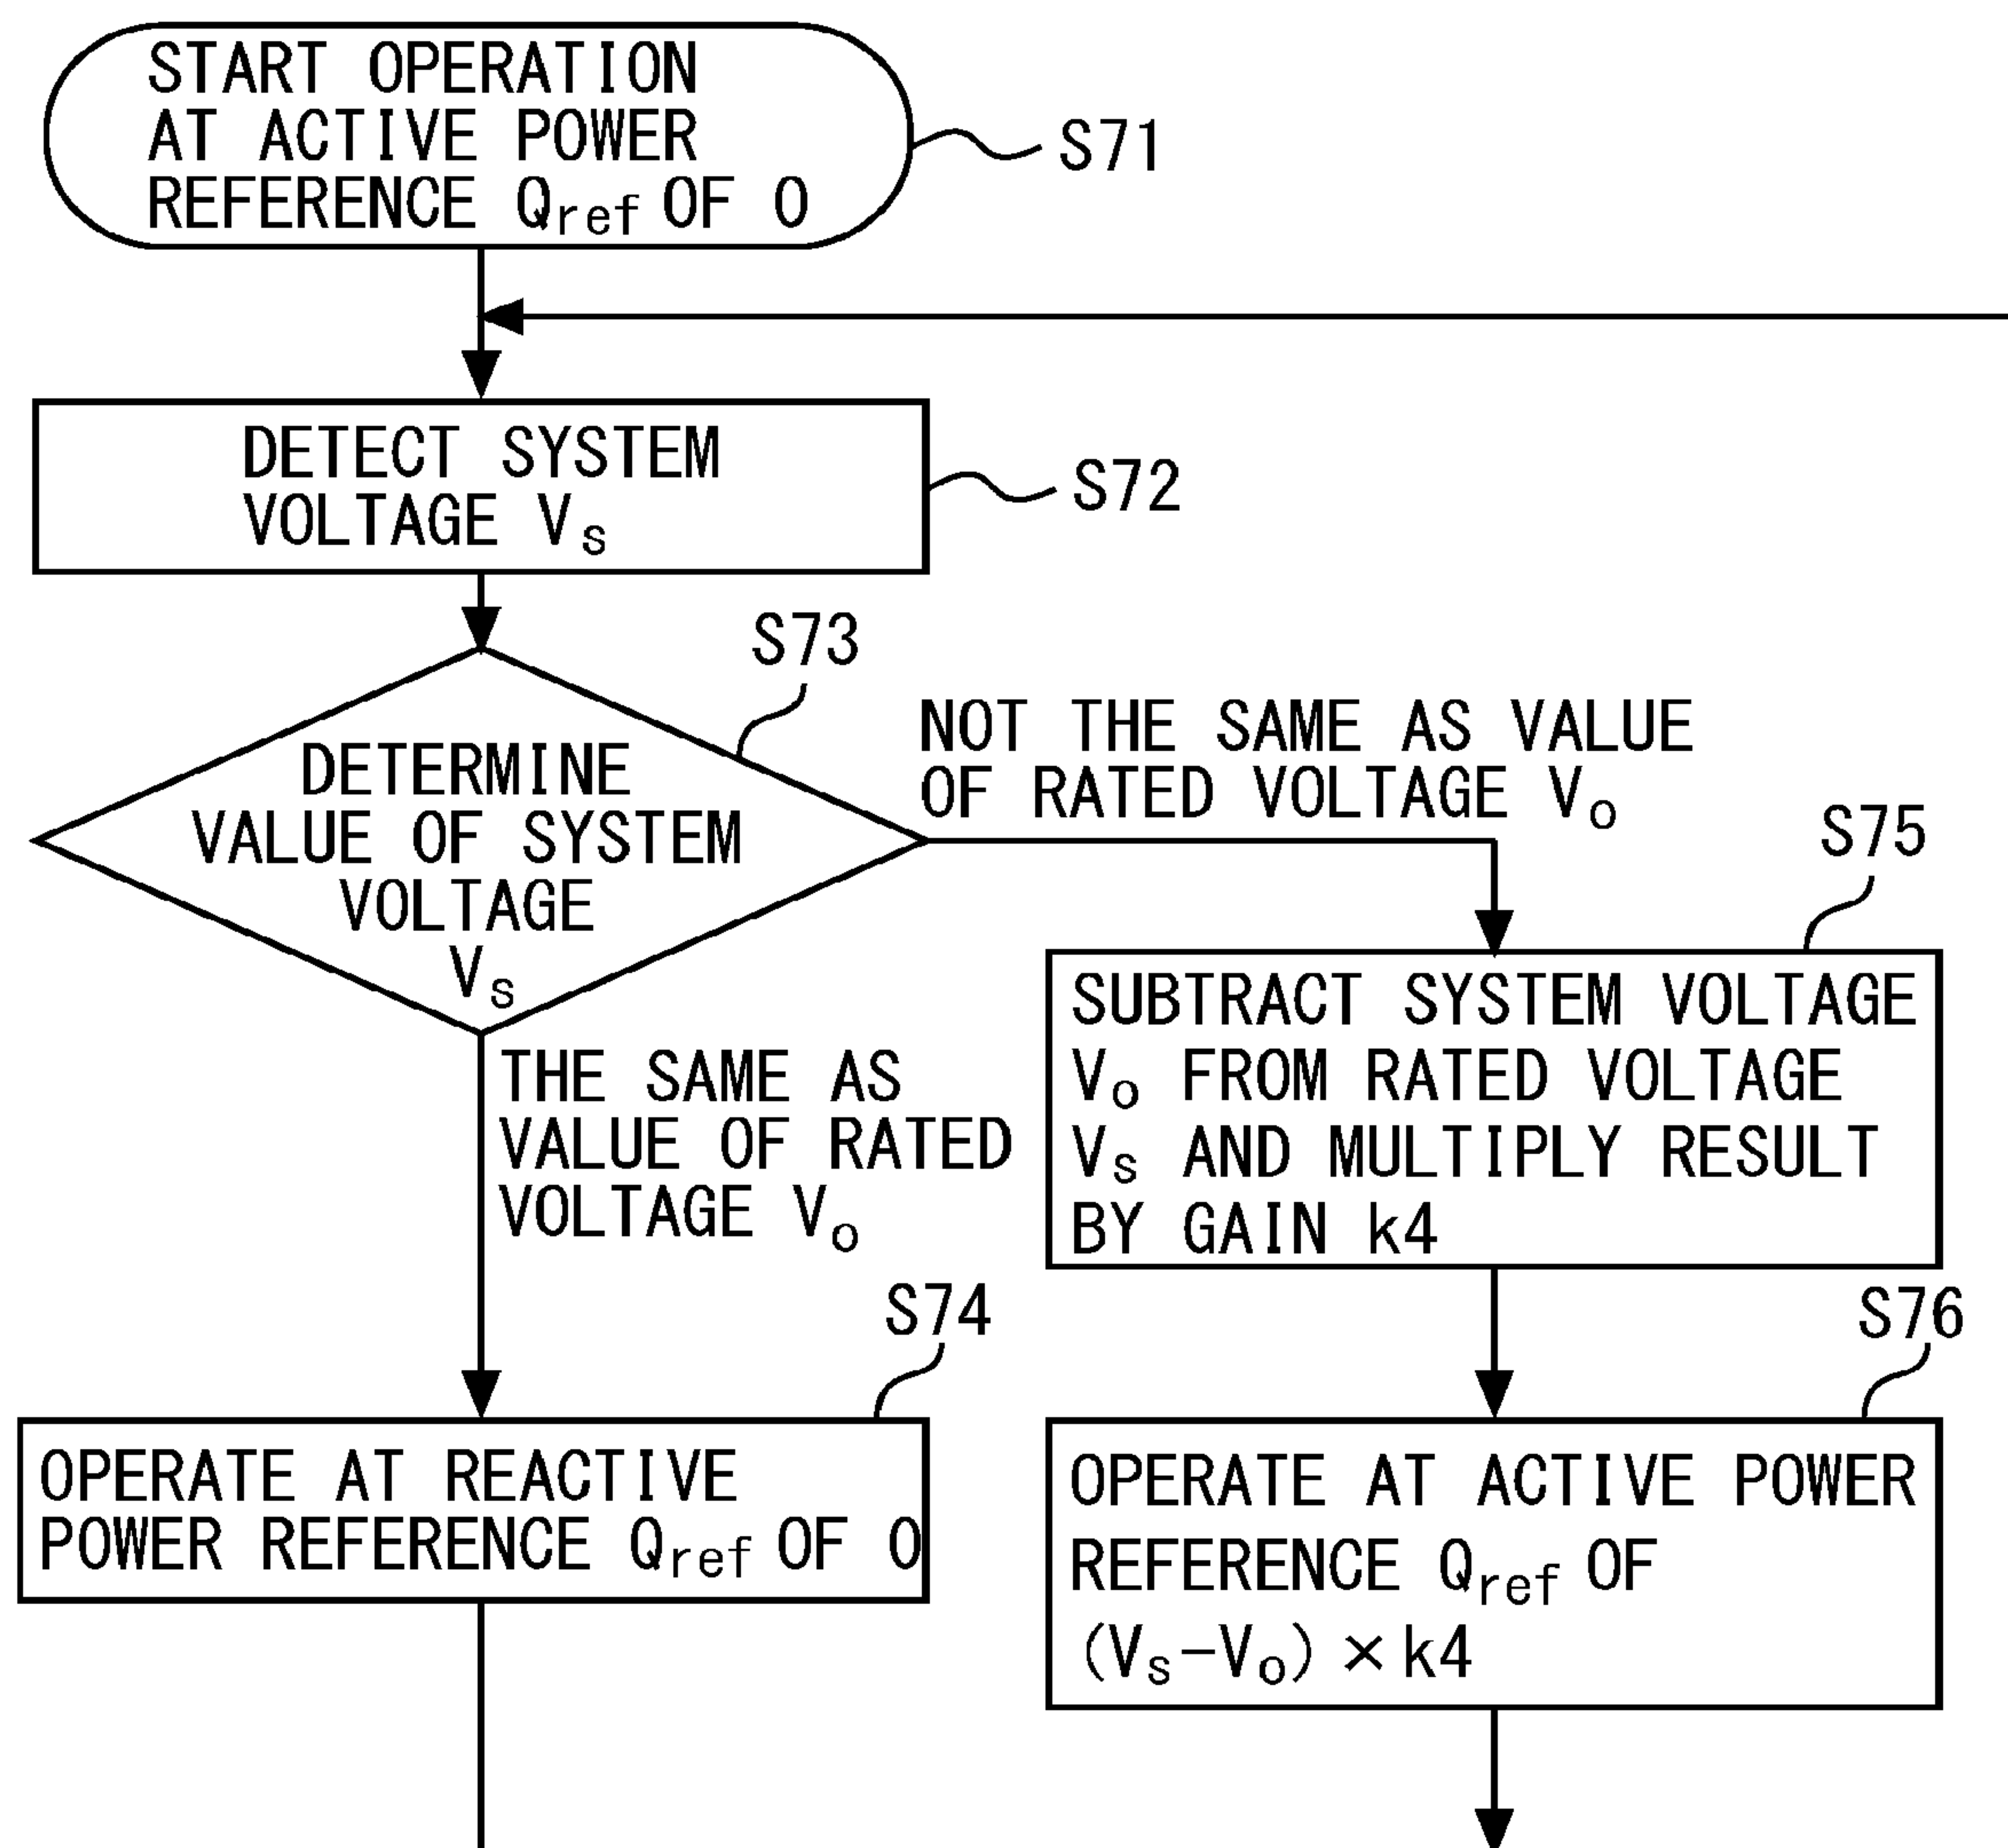 START OPERATION
AT ACTIVE POWER
REFERENCE Qref OF 0
S71
DETECT SYSTEM
VOLTAGE Vs
S72
S73
DETERMINE
VALUE OF SYSTEM
VOLTAGE
Vs
NOT THE SAME AS VALUE
OF RATED VOLTAGE Vo
THE SAME AS
VALUE OF RATED
VOLTAGE Vo
S75
SUBTRACT SYSTEM VOLTAGE
Vo FROM RATED VOLTAGE
Vs AND MULTIPLY RESULT
BY GAIN k4
S74
OPERATE AT REACTIVE
POWER REFERENCE Qref OF 0
S76
OPERATE AT ACTIVE POWER
REFERENCE Qref OF
(Vs−Vo)×k4